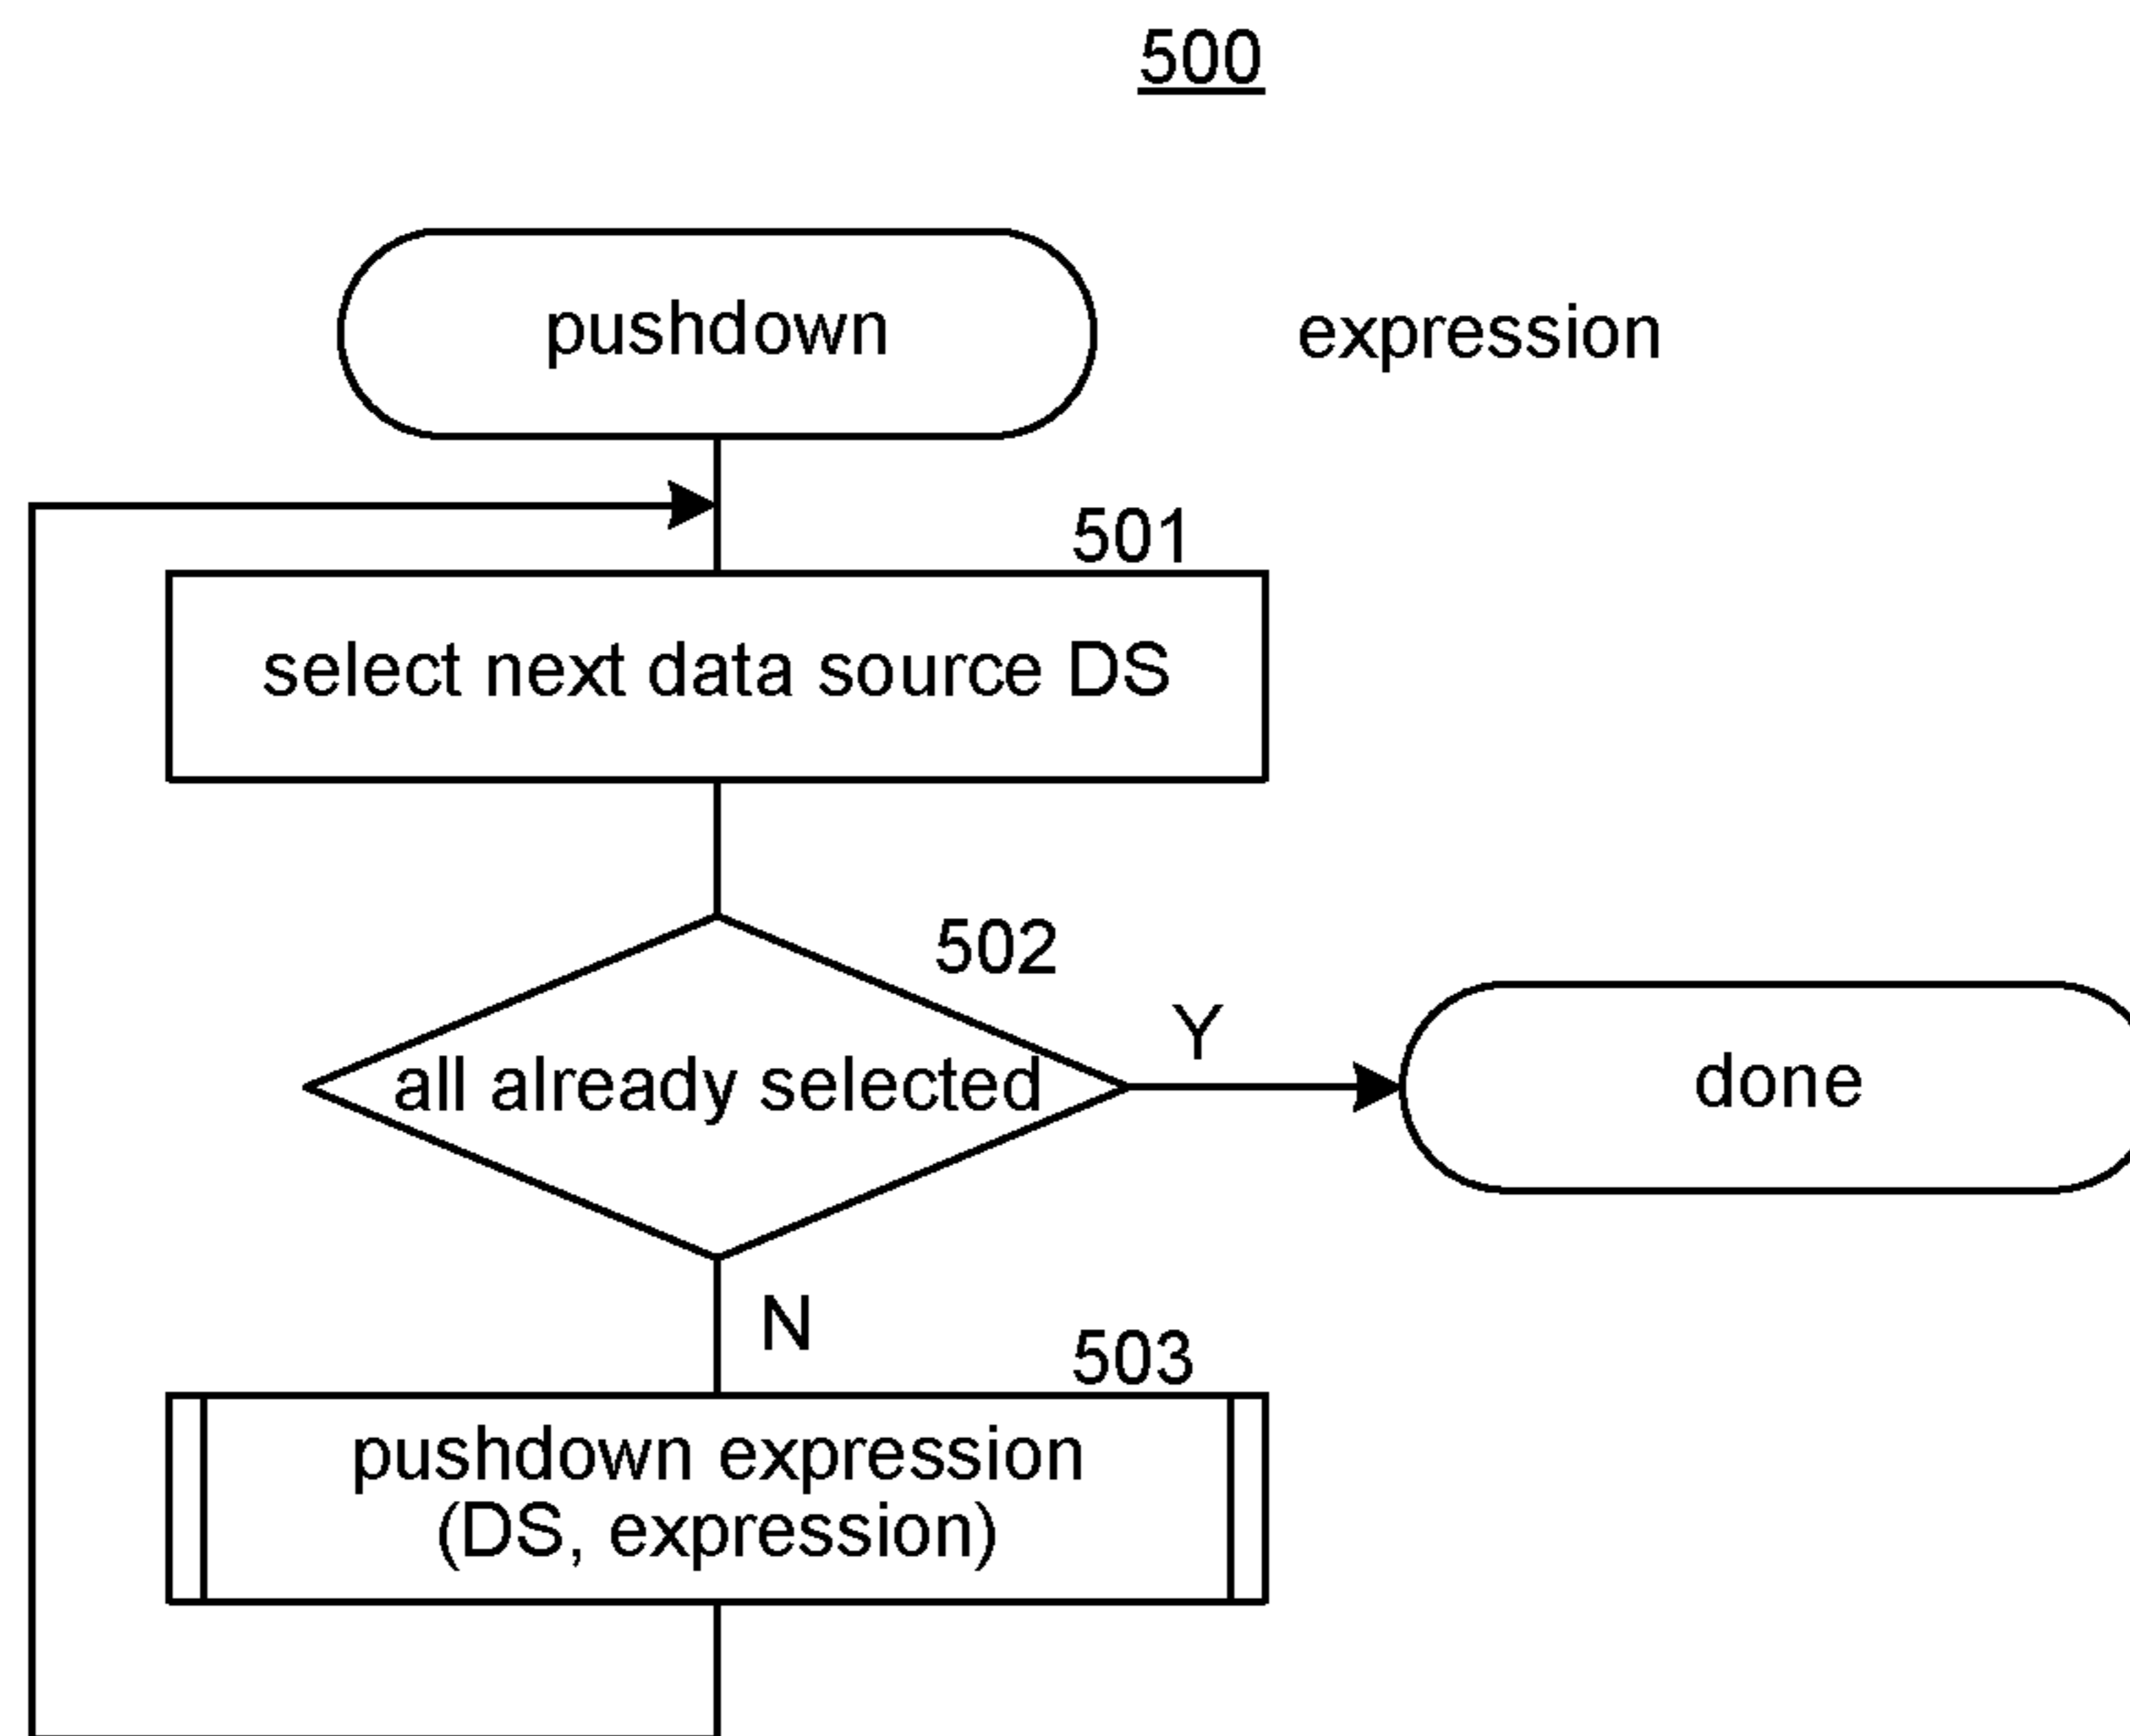 500
pushdown
expression
501
select next data source DS
502
all already selected
Y
done
N
503
pushdown expression
(DS, expression)